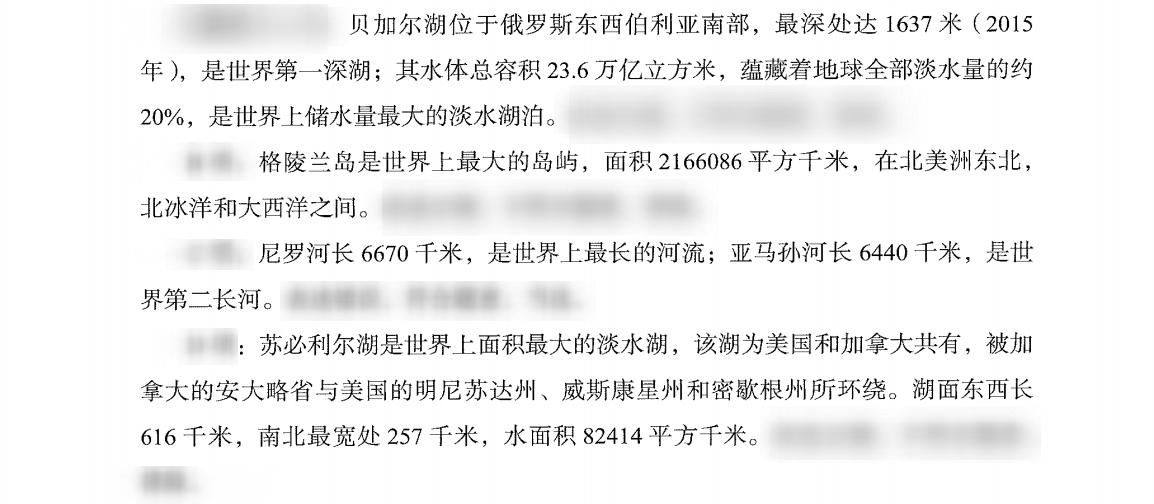 贝加尔湖位于俄罗斯东西伯利亚南部，最深处达 1637 米（2015
年），是世界第一深湖；其水体总容积 23.6 万亿立方米，蕴藏着地球全部淡水量的约
20%，是世界上储水量最大的淡水湖泊。
格陵兰岛是世界上最大的岛屿，面积 2166086 平方千米，在北美洲东北，
北冰洋和大西洋之间。
尼罗河长 6670 千米，是世界上最长的河流；亚马孙河长 6440 千米，是世
界第二长河。
：苏必利尔湖是世界上面积最大的淡水湖，该湖为美国和加拿大共有，被加
拿大的安大略省与美国的明尼苏达州、威斯康星州和密歇根州所环绕。湖面东西长
616 千米，南北最宽处 257 千米，水面积 82414 平方千米。